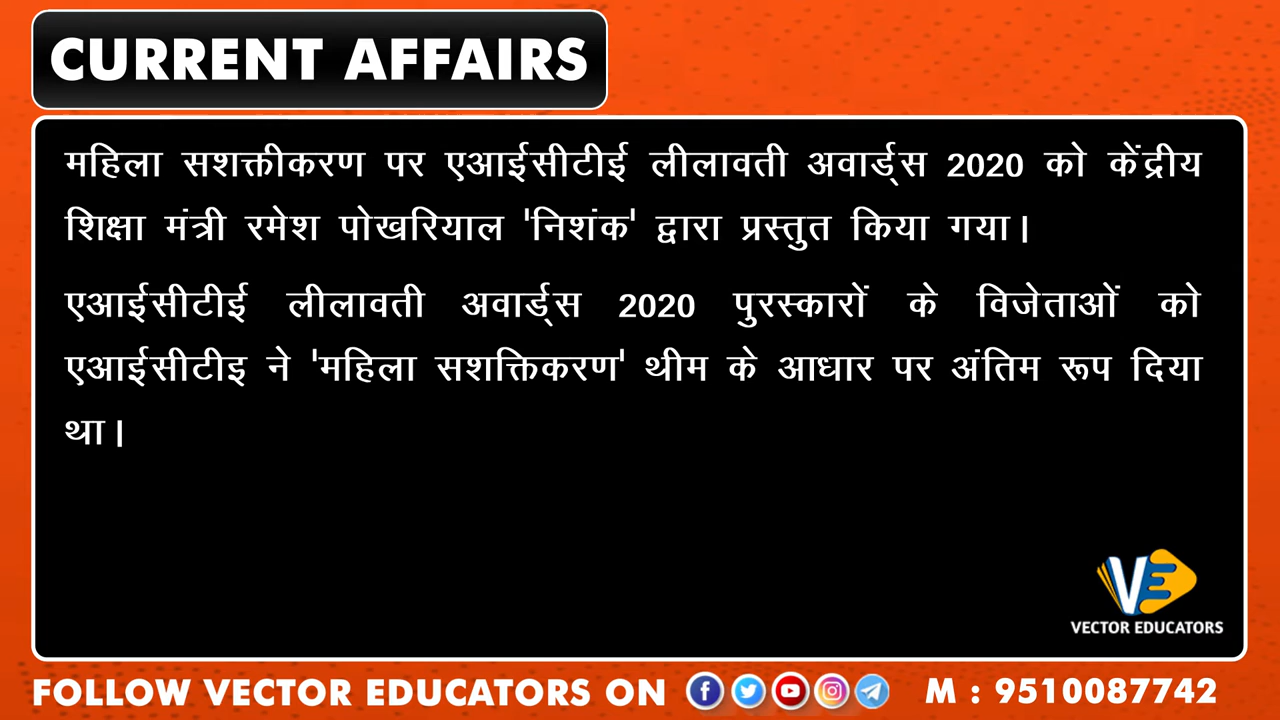 CURRENT AFFAIRS
महिला सशक्तीकरण पर एआईसीटीई लीलावती अवार्ड्स 2020 को केंद्रीय
शिक्षा मंत्री रमेश पोखरियाल 'निशंक' द्वारा प्रस्तुत किया गया।
एआईसीटीई लीलावती अवार्ड्स 2020 पुरस्कारों के विजेताओं को
एआईसीटीइ ने 'महिला सशक्तिकरण' थीम के आधार पर अंतिम रूप दिया
था।
VE
VECTOR EDUCATORS
FOLLOW VECTOR EDUCATORS ON M : 9510087742